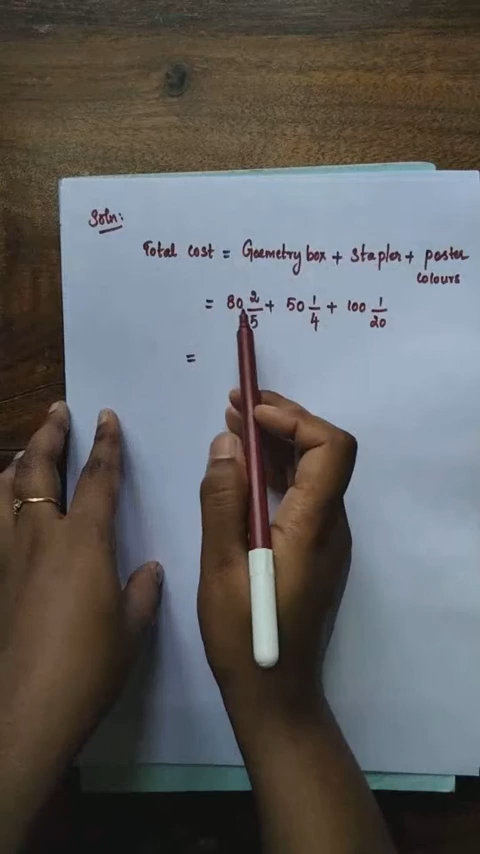 Soln:
Total cost = Geometry box + Stapler + poster colours
= 80 2/5 + 50 1/4 + 100 1/20
=